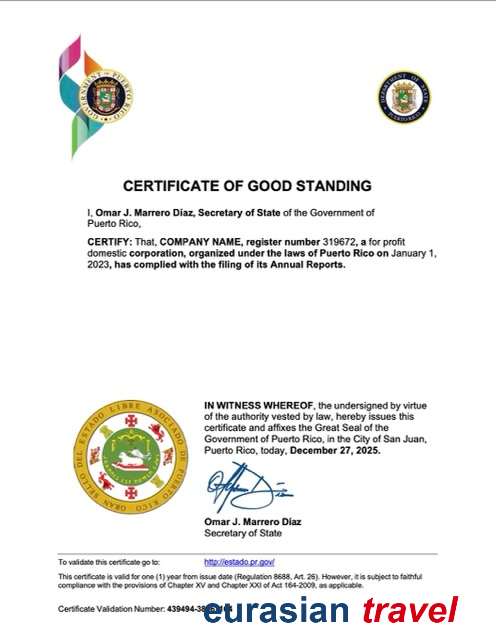 GOVERNMENT OF PUERTO RICO
DEPARTMENT OF STATE
PUERTO RICO
CERTIFICATE OF GOOD STANDING
I, Omar J. Marrero Díaz, Secretary of State of the Government of
Puerto Rico,
CERTIFY: That, COMPANY NAME, register number 319672, a for profit
domestic corporation, organized under the laws of Puerto Rico on January 1,
2023, has complied with the filing of its Annual Reports.
GRAN SELLO DEL ESTADO LIBRE ASOCIADO DE PUERTO RICO
IN WITNESS WHEREOF, the undersigned by virtue
of the authority vested by law, hereby issues this
certificate and affixes the Great Seal of the
Government of Puerto Rico, in the City of San Juan,
Puerto Rico, today, December 27, 2025.
Omar J. Marrero Díaz
Secretary of State
To validate this certificate go to: http://estado.pr.gov/
This certificate is valid for one (1) year from issue date (Regulation 8688, Art. 26). However, it is subject to faithful
compliance with the provisions of Chapter XV and Chapter XXI of Act 164-2009, as applicable.
Certificate Validation Number:
eurasian travel